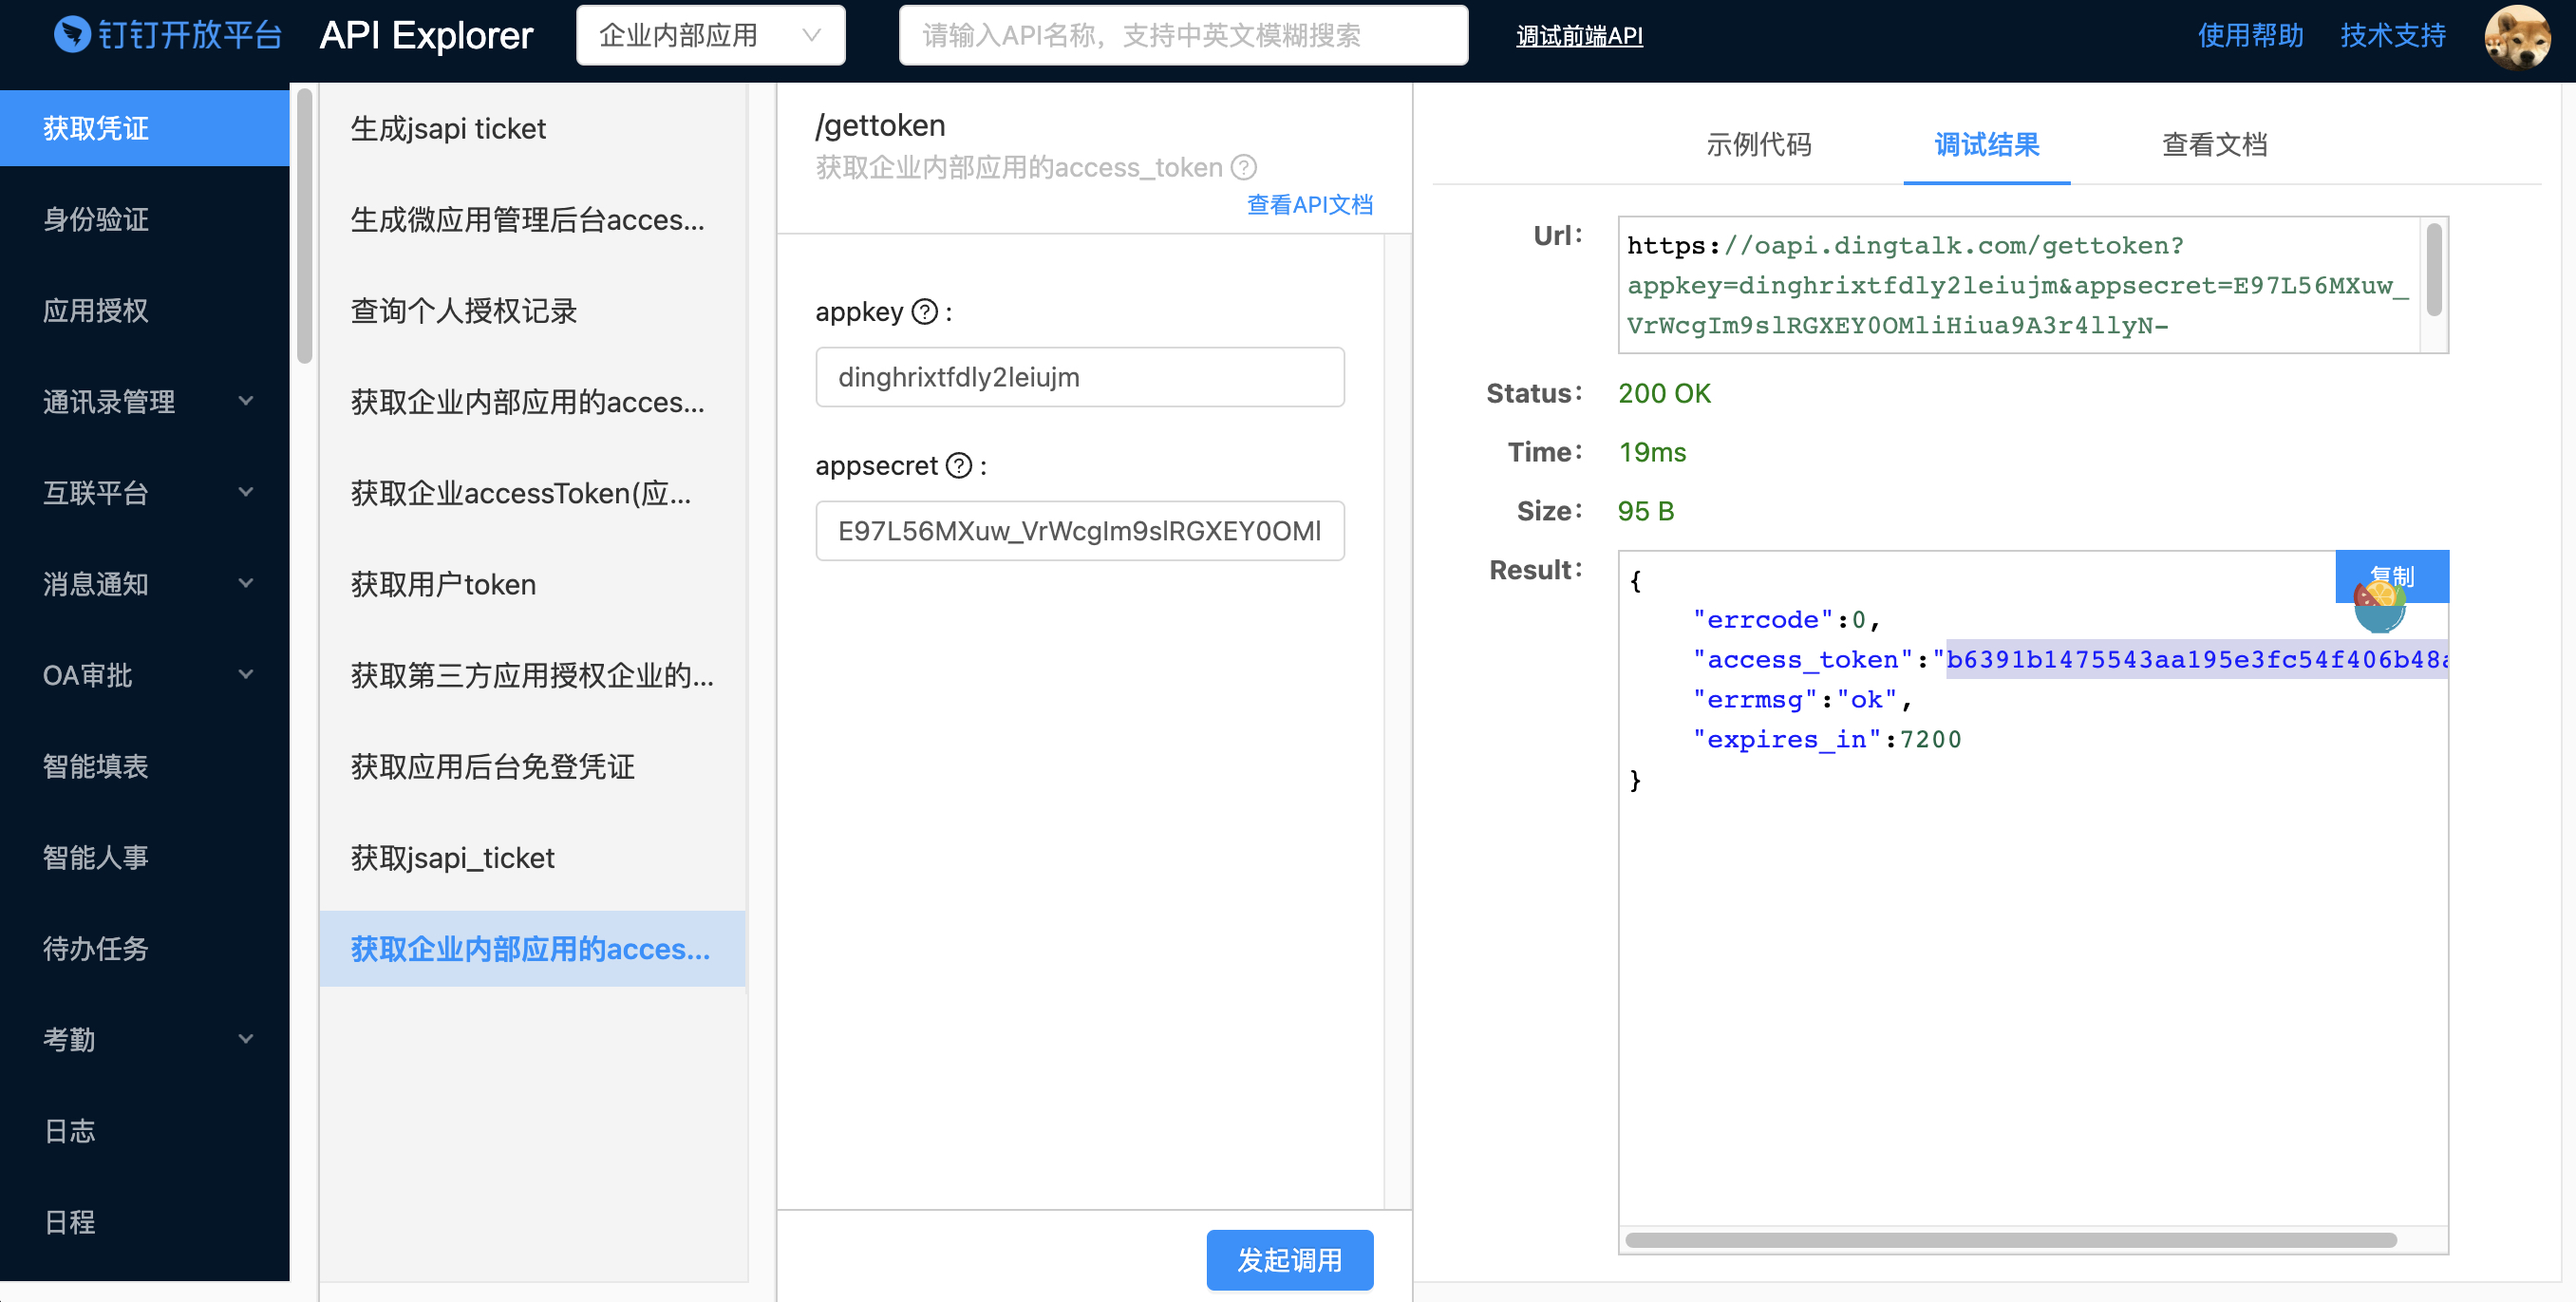 钉钉开放平台
API Explorer
企业内部应用
请输入API名称，支持中英文模糊搜索
调试前端API
使用帮助
技术支持
获取凭证
身份验证
应用授权
通讯录管理
互联平台
消息通知
OA审批
智能填表
智能人事
待办任务
考勤
日志
日程
生成jsapi ticket
生成微应用管理后台acces...
查询个人授权记录
获取企业内部应用的acces...
获取企业accessToken(应...
获取用户token
获取第三方应用授权企业的...
获取应用后台免登凭证
获取jsapi_ticket
获取企业内部应用的acces...
/gettoken
获取企业内部应用的access_token ?
查看API文档
appkey ? :
dinghrixtfdly2leiujm
appsecret ? :
E97L56MXuw_VrWcgIm9slRGXEY0OMl
发起调用
示例代码
调试结果
查看文档
Url:
https://oapi.dingtalk.com/gettoken?
appkey=dinghrixtfdly2leiujm&appsecret=E97L56MXuw_
VrWcgIm9slRGXEY0OMliHiua9A3r4llyN-
Status: 200 OK
Time: 19ms
Size: 95 B
Result:
复制
{
"errcode":0,
"access_token":"b6391b1475543aa195e3fc54f406b48a
"errmsg":"ok",
"expires_in":7200
}